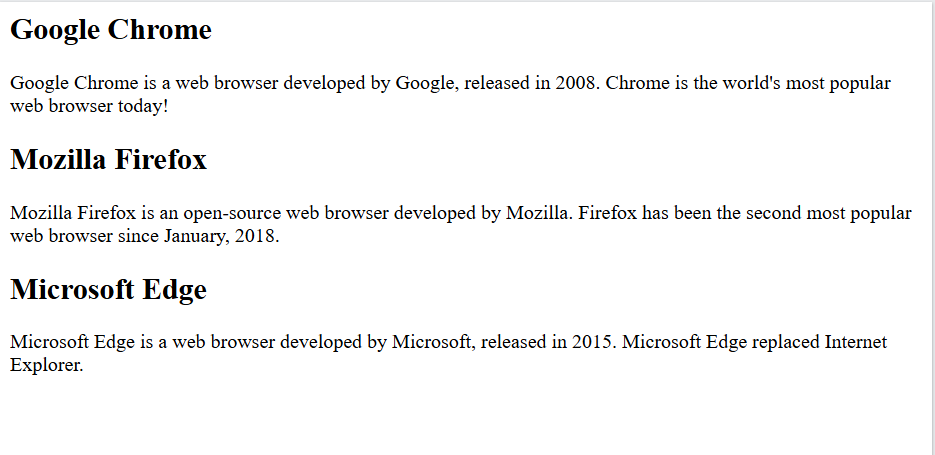 Google Chrome
Google Chrome is a web browser developed by Google, released in 2008. Chrome is the world's most popular
web browser today!
Mozilla Firefox
Mozilla Firefox is an open-source web browser developed by Mozilla. Firefox has been the second most popular
web browser since January, 2018.
Microsoft Edge
Microsoft Edge is a web browser developed by Microsoft, released in 2015. Microsoft Edge replaced Internet
Explorer.